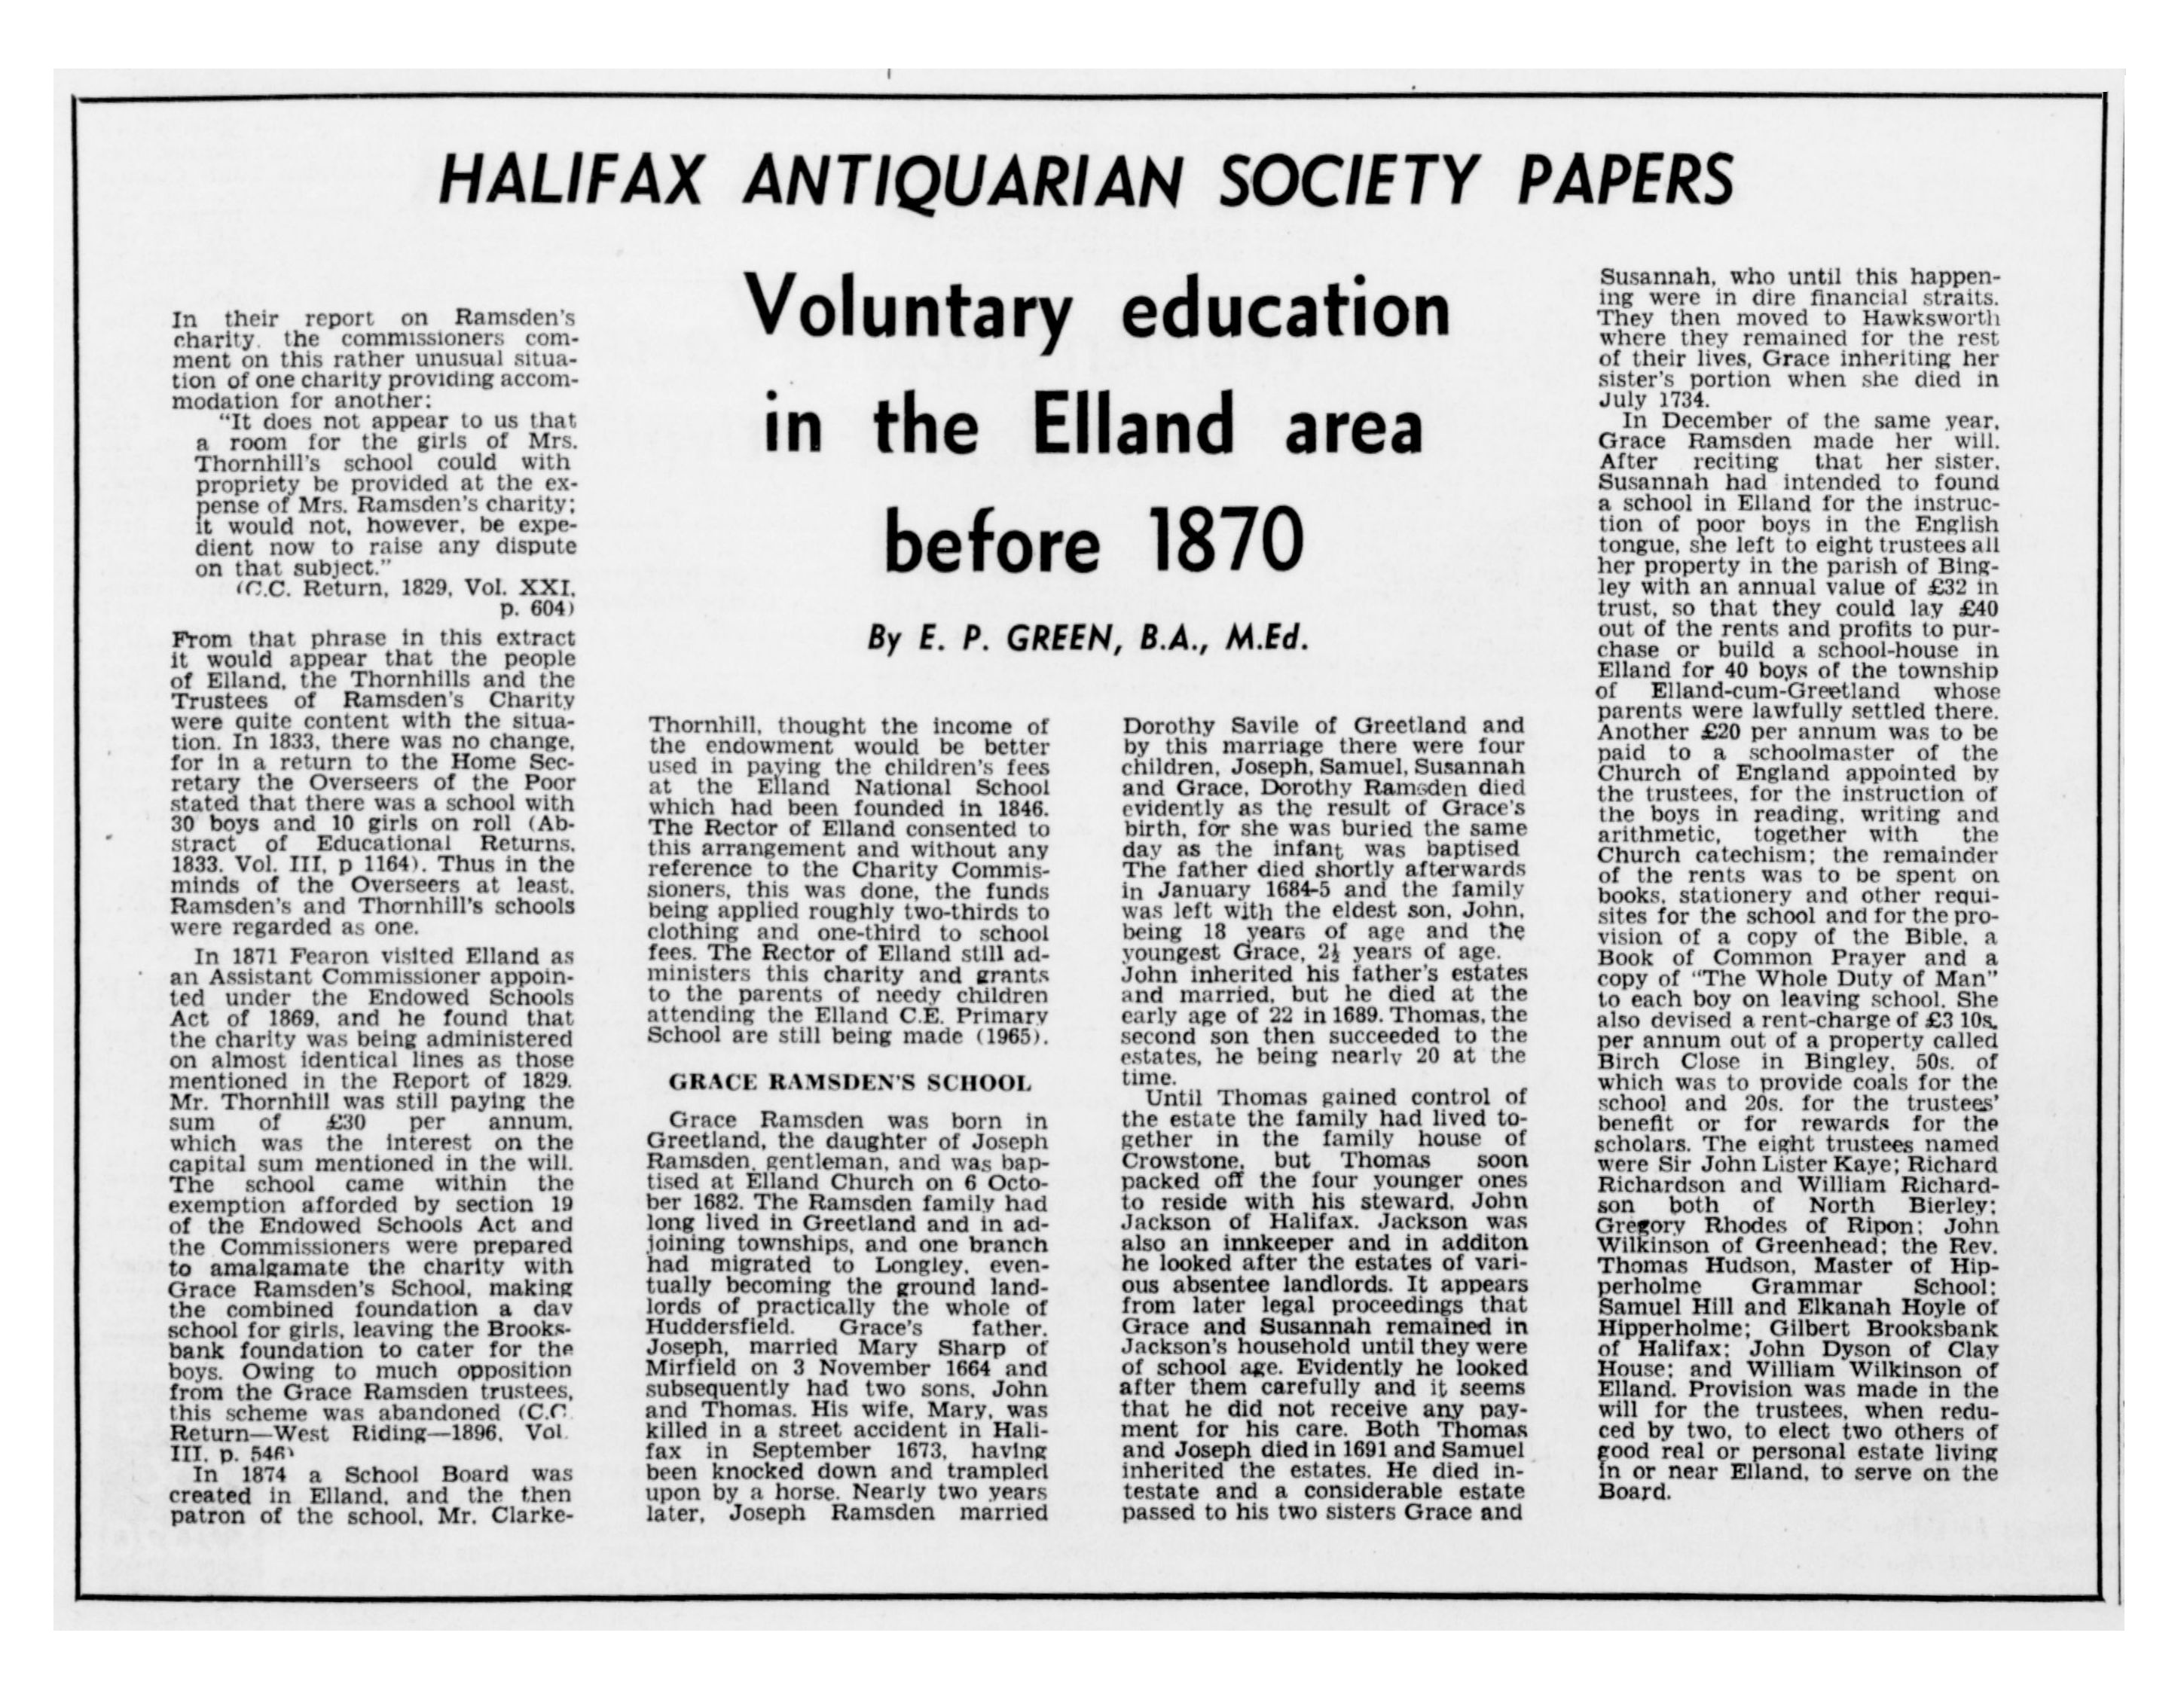 HALIFAX ANTIQUARIAN SOCIETY PAPERS
Voluntary education
in the Elland area
before 1870
By E. P. GREEN, B.A., M.Ed.
In their report on Ramsden's
charity. the commissioners com-
ment on this rather unusual situa-
tion of one charity providing accom-
modation for another:
"It does not appear to us that
a room for the girls of Mrs.
Thornhill's school could with
propriety be provided at the ex-
pense of Mrs. Ramsden's charity;
it would not, however, be expe-
dient now to raise any dispute
on that subject."
(C.C. Return, 1829, Vol. XXI,
p. 604)
From that phrase in this extract
it would appear that the people
of Elland, the Thornhills and the
Trustees of Ramsden's Charity
were quite content with the situa-
tion. In 1833, there was no change,
for in a return to the Home Sec-
retary the Overseers of the Poor
stated that there was a school with
30 boys and 10 girls on roll (Ab-
stract of Educational Returns,
1833. Vol. III, p 1164). Thus in the
minds of the Overseers at least,
Ramsden's and Thornhill's schools
were regarded as one.
In 1871 Fearon visited Elland as
an Assistant Commissioner appoin-
ted under the Endowed Schools
Act of 1869, and he found that
the charity was being administered
on almost identical lines as those
mentioned in the Report of 1829.
Mr. Thornhill was still paying the
sum of £30 per annum,
which was the interest on the
capital sum mentioned in the will.
The school came within the
exemption afforded by section 19
of the Endowed Schools Act and
the Commissioners were prepared
to amalgamate the charity with
Grace Ramsden's School, making
the combined foundation a day
school for girls, leaving the Brooks-
bank foundation to cater for the
boys. Owing to much opposition
from the Grace Ramsden trustees,
this scheme was abandoned (C.C.
Return—West Riding—1896, Vol.
III. p. 546)
In 1874 a School Board was
created in Elland, and the then
patron of the school, Mr. Clarke-
Thornhill, thought the income of
the endowment would be better
used in paying the children's fees
at the Elland National School
which had been founded in 1846.
The Rector of Elland consented to
this arrangement and without any
reference to the Charity Commis-
sioners, this was done, the funds
being applied roughly two-thirds to
clothing and one-third to school
fees. The Rector of Elland still ad-
ministers this charity and grants
to the parents of needy children
attending the Elland C.E. Primary
School are still being made (1965).
GRACE RAMSDEN'S SCHOOL
Grace Ramsden was born in
Greetland, the daughter of Joseph
Ramsden, gentleman, and was bap-
tised at Elland Church on 6 Octo-
ber 1682. The Ramsden family had
long lived in Greetland and in ad-
joining townships, and one branch
had migrated to Longley, even-
tually becoming the ground land-
lords of practically the whole of
Huddersfield. Grace's father,
Joseph, married Mary Sharp of
Mirfield on 3 November 1664 and
subsequently had two sons, John
and Thomas. His wife, Mary, was
killed in a street accident in Hali-
fax in September 1673, having
been knocked down and trampled
upon by a horse. Nearly two years
later, Joseph Ramsden married
Dorothy Savile of Greetland and
by this marriage there were four
children, Joseph, Samuel, Susannah
and Grace, Dorothy Ramsden died
evidently as the result of Grace's
birth, for she was buried the same
day as the infant was baptised
The father died shortly afterwards
in January 1684-5 and the family
was left with the eldest son, John,
being 18 years of age and the
youngest Grace, 2½ years of age.
John inherited his father's estates
and married, but he died at the
early age of 22 in 1689. Thomas, the
second son then succeeded to the
estates, he being nearly 20 at the
time.
Until Thomas gained control of
the estate the family had lived to-
gether in the family house of
Crowstone, but Thomas soon
packed off the four younger ones
to reside with his steward, John
Jackson of Halifax. Jackson was
also an innkeeper and in additon
he looked after the estates of vari-
ous absentee landlords. It appears
from later legal proceedings that
Grace and Susannah remained in
Jackson's household until they were
of school age. Evidently he looked
after them carefully and it seems
that he did not receive any pay-
ment for his care. Both Thomas
and Joseph died in 1691 and Samuel
inherited the estates. He died in-
testate and a considerable estate
passed to his two sisters Grace and
Susannah, who until this happen-
ing were in dire financial straits.
They then moved to Hawksworth
where they remained for the rest
of their lives, Grace inheriting her
sister's portion when she died in
July 1734.
In December of the same year,
Grace Ramsden made her will.
After reciting that her sister,
Susannah had intended to found
a school in Elland for the instruc-
tion of poor boys in the English
tongue, she left to eight trustees all
her property in the parish of Bing-
ley with an annual value of £32 in
trust, so that they could lay £40
out of the rents and profits to pur-
chase or build a school-house in
Elland for 40 boys of the township
of Elland-cum-Greetland whose
parents were lawfully settled there.
Another £20 per annum was to be
paid to a schoolmaster of the
Church of England appointed by
the trustees, for the instruction of
the boys in reading, writing and
arithmetic, together with the
Church catechism; the remainder
of the rents was to be spent on
books, stationery and other requi-
sites for the school and for the pro-
vision of a copy of the Bible, a
Book of Common Prayer and a
copy of "The Whole Duty of Man"
to each boy on leaving school. She
also devised a rent-charge of £3 10s.
per annum out of a property called
Birch Close in Bingley, 50s. of
which was to provide coals for the
school and 20s. for the trustees'
benefit or for rewards for the
scholars. The eight trustees named
were Sir John Lister Kaye; Richard
Richardson and William Richard-
son both of North Bierley;
Gregory Rhodes of Ripon; John
Wilkinson of Greenhead; the Rev.
Thomas Hudson, Master of Hip-
perholme Grammar School;
Samuel Hill and Elkanah Hoyle of
Hipperholme; Gilbert Brooksbank
of Halifax; John Dyson of Clay
House; and William Wilkinson of
Elland. Provision was made in the
will for the trustees, when redu-
ced by two, to elect two others of
good real or personal estate living
in or near Elland, to serve on the
Board.